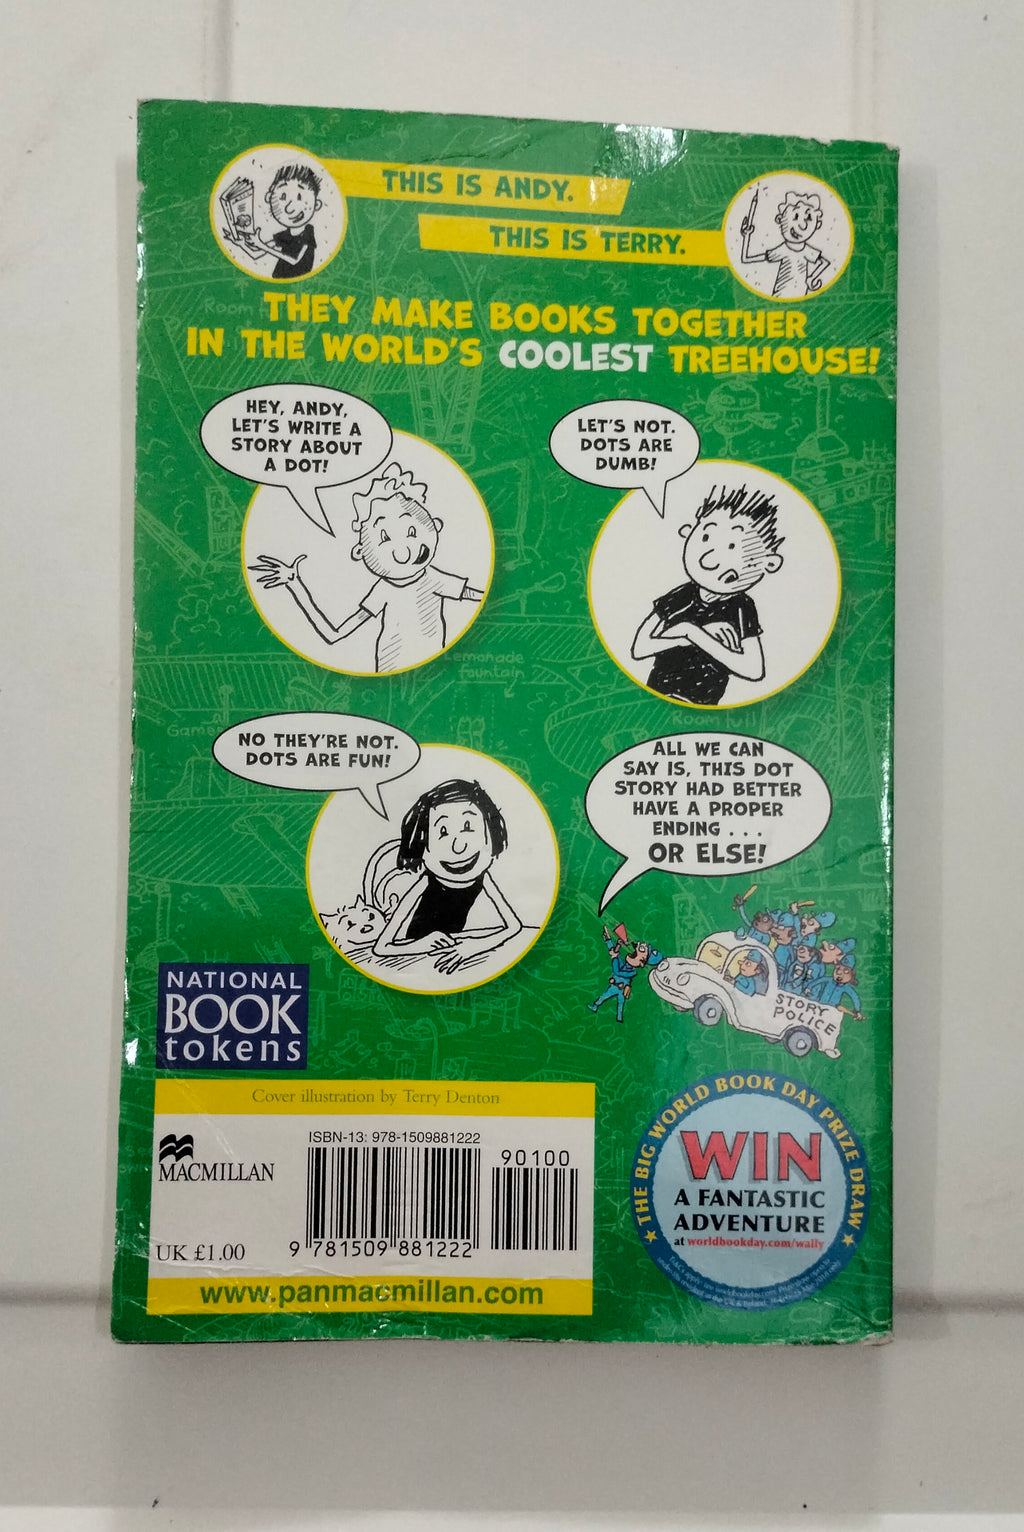 THIS IS ANDY.
THIS IS TERRY.
THEY MAKE BOOKS TOGETHER
IN THE WORLD'S COOLEST TREEHOUSE!
HEY, ANDY,
LET'S WRITE A
STORY ABOUT
A DOT!
LET'S NOT.
DOTS ARE
DUMB!
Lemonade
fountain
Room full
NO THEY'RE NOT.
DOTS ARE FUN!
ALL WE CAN
SAY IS, THIS DOT
STORY HAD BETTER
HAVE A PROPER
ENDING . . .
OR ELSE!
STORY
POLICE
NATIONAL
BOOK
tokens
Cover illustration by Terry Denton
MACMILLAN
UK £1.00
ISBN-13: 978-1509881222
90100
9 781509 881222
www.panmacmillan.com
THE BIG WORLD BOOK DAY PRIZE DRAW
WIN
A FANTASTIC
ADVENTURE
at worldbookday.com/wally